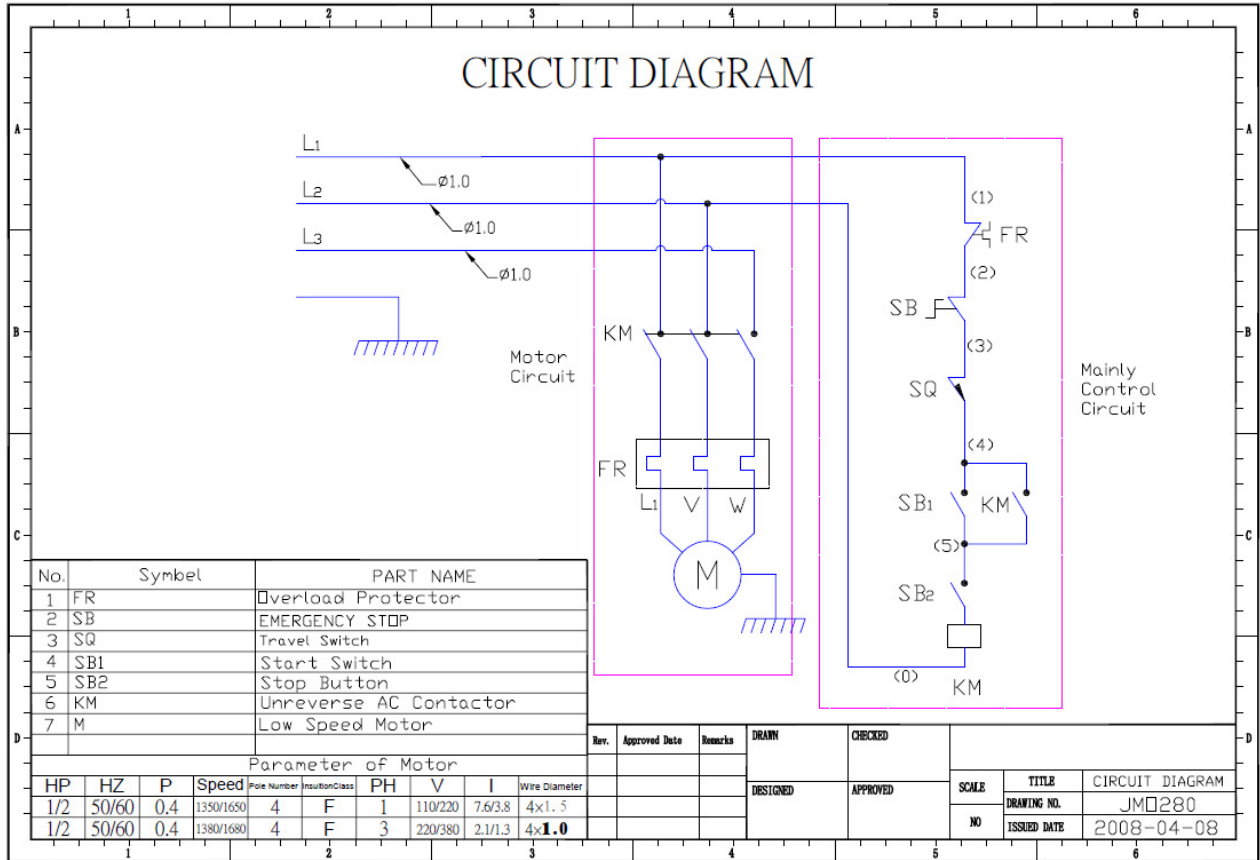 1 2 3 4 5 6
CIRCUIT DIAGRAM
A A
L1
ø1.0
(1)
L2
ø1.0
FR
L3
ø1.0
(2)
SB
B B
KM
(3)
Motor
Circuit
SQ
Mainly
Control
Circuit
(4)
FR
L1 V W
SB1 KM
C C
(5)
M
SB2
(0)
KM
No. Symbel PART NAME
1 FR Overload Protector
2 SB EMERGENCY STOP
3 SQ Travel Switch
4 SB1 Start Switch
5 SB2 Stop Button
6 KM Unreverse AC Contactor
7 M Low Speed Motor
D D
Parameter of Motor
HP HZ P Speed Pole Number InsultionClass PH V I Wire Diameter
1/2 50/60 0.4 1350/1650 4 F 1 110/220 7.6/3.8 4×1.5
1/2 50/60 0.4 1380/1680 4 F 3 220/380 2.1/1.3 4×1.0
Rev. Approved Date Remarks DRAWN CHECKED
DESIGNED APPROVED
SCALE TITLE CIRCUIT DIAGRAM
NO DRAWING NO. JM□280
ISSUED DATE 2008-04-08
1 2 3 4 5 6